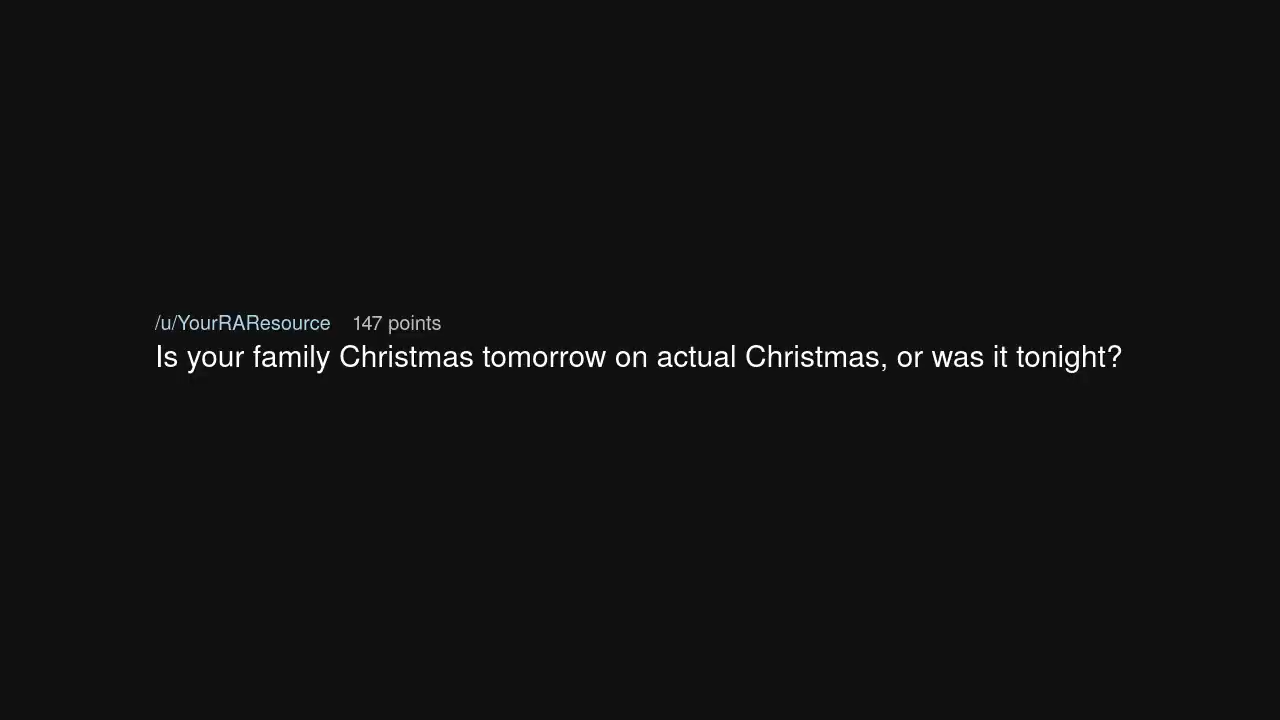 /u/YourRAResource 147 points
Is your family Christmas tomorrow on actual Christmas, or was it tonight?